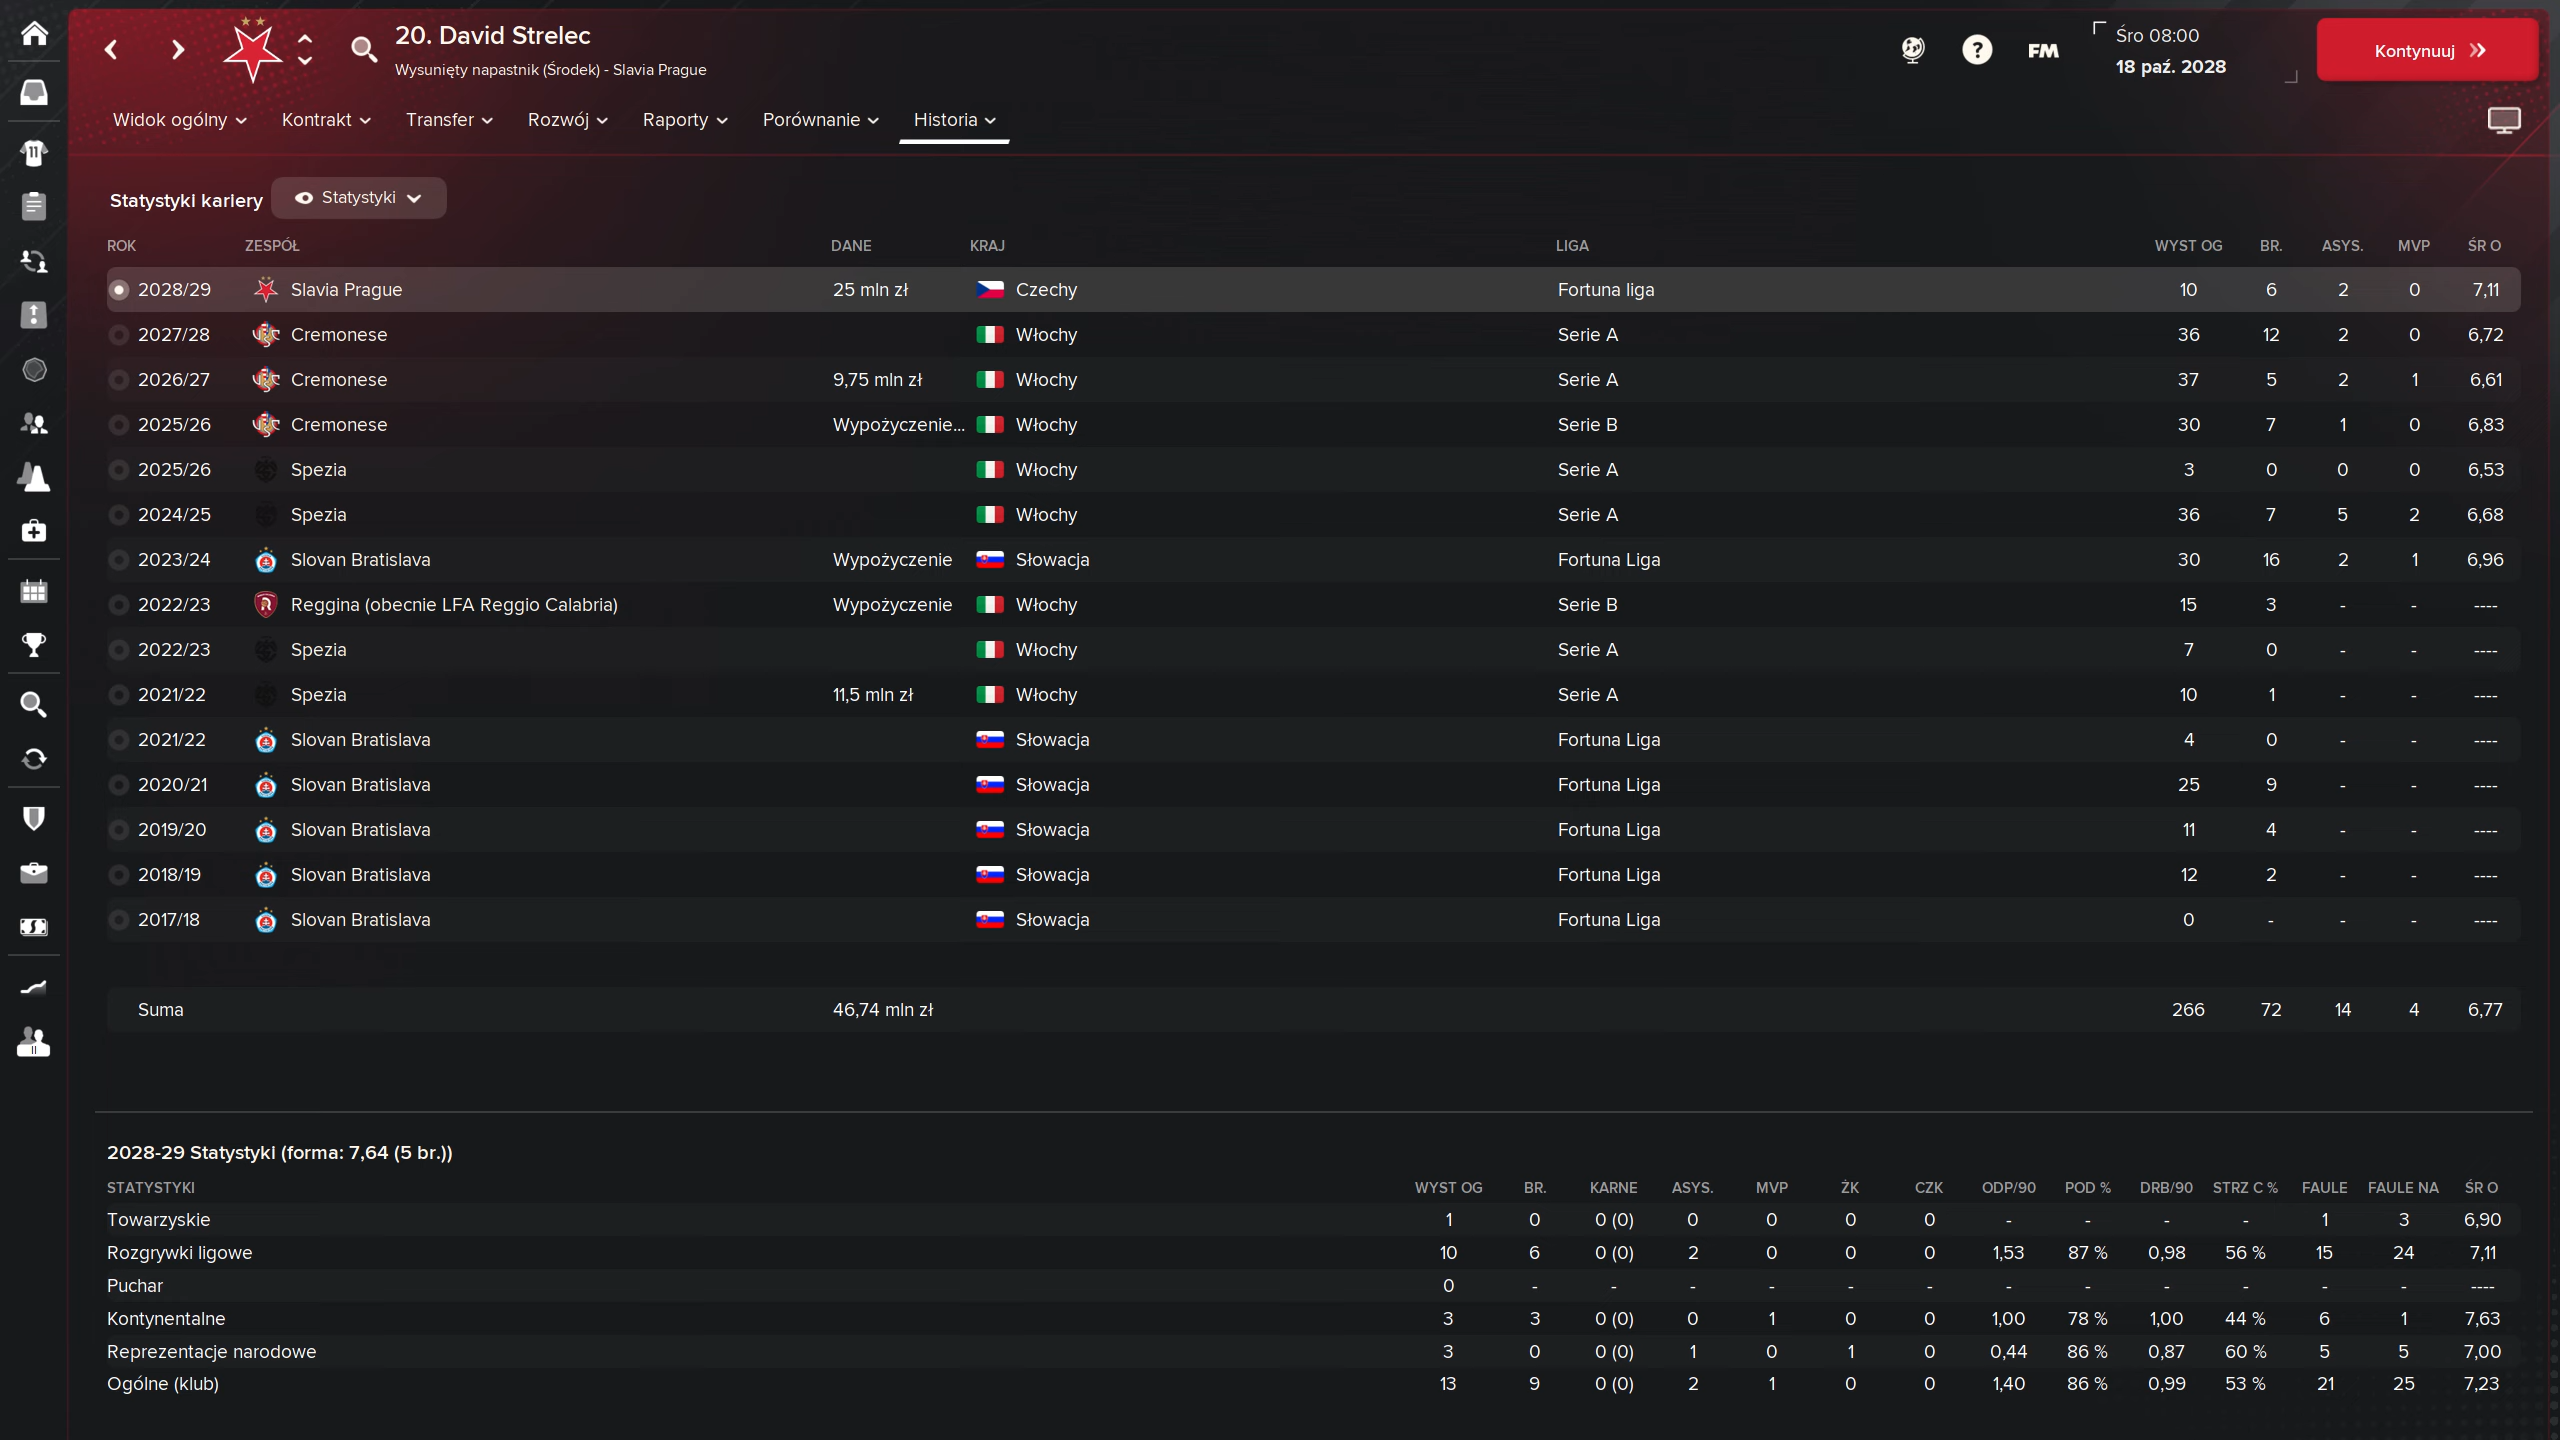 20. David Strelec
Wysunięty napastnik (Środek) - Slavia Prague
FM
Śro 08:00
18 paź. 2028
Kontynuuj
Widok ogólny Kontrakt Transfer Rozwój Raporty Porównanie Historia
Statystyki kariery Statystyki
ROK ZESPÓŁ DANE KRAJ LIGA WYST OG BR. ASYS. MVP ŚR O
2028/29 Slavia Prague 25 mln zł Czechy Fortuna liga 10 6 2 0 7,11
2027/28 Cremonese Włochy Serie A 36 12 2 0 6,72
2026/27 Cremonese 9,75 mln zł Włochy Serie A 37 5 2 1 6,61
2025/26 Cremonese Wypożyczenie... Włochy Serie B 30 7 1 0 6,83
2025/26 Spezia Włochy Serie A 3 0 0 0 6,53
2024/25 Spezia Włochy Serie A 36 7 5 2 6,68
2023/24 Slovan Bratislava Wypożyczenie Słowacja Fortuna Liga 30 16 2 1 6,96
2022/23 Reggina (obecnie LFA Reggio Calabria) Wypożyczenie Włochy Serie B 15 3 - - ----
2022/23 Spezia Włochy Serie A 7 0 - - ----
2021/22 Spezia 11,5 mln zł Włochy Serie A 10 1 - - ----
2021/22 Slovan Bratislava Słowacja Fortuna Liga 4 0 - - ----
2020/21 Slovan Bratislava Słowacja Fortuna Liga 25 9 - - ----
2019/20 Slovan Bratislava Słowacja Fortuna Liga 11 4 - - ----
2018/19 Slovan Bratislava Słowacja Fortuna Liga 12 2 - - ----
2017/18 Slovan Bratislava Słowacja Fortuna Liga 0 - - - ----
Suma 46,74 mln zł 266 72 14 4 6,77
2028-29 Statystyki (forma: 7,64 (5 br.))
STATYSTYKI WYST OG BR. KARNE ASYS. MVP ŻK CZK ODP/90 POD % DRB/90 STRZ C % FAULE FAULE NA ŚR O
Towarzyskie 1 0 0 (0) 0 0 0 0 - - - - 1 3 6,90
Rozgrywki ligowe 10 6 0 (0) 2 0 0 0 1,53 87 % 0,98 56 % 15 24 7,11
Puchar 0 - - - - - - - - - - - - ----
Kontynentalne 3 3 0 (0) 0 1 0 0 1,00 78 % 1,00 44 % 6 1 7,63
Reprezentacje narodowe 3 0 0 (0) 1 0 1 0 0,44 86 % 0,87 60 % 5 5 7,00
Ogólne (klub) 13 9 0 (0) 2 1 0 0 1,40 86 % 0,99 53 % 21 25 7,23